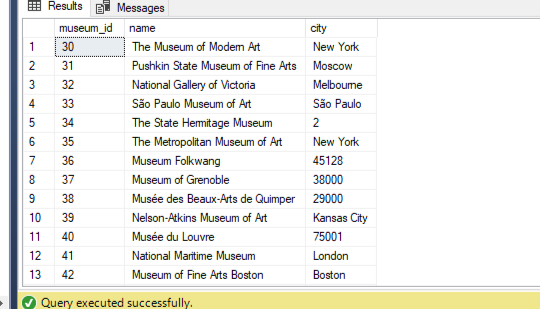 Results Messages
museum_id name city
1 30 The Museum of Modern Art New York
2 31 Pushkin State Museum of Fine Arts Moscow
3 32 National Gallery of Victoria Melbourne
4 33 São Paulo Museum of Art São Paulo
5 34 The State Hermitage Museum 2
6 35 The Metropolitan Museum of Art New York
7 36 Museum Folkwang 45128
8 37 Museum of Grenoble 38000
9 38 Musée des Beaux-Arts de Quimper 29000
10 39 Nelson-Atkins Museum of Art Kansas City
11 40 Musée du Louvre 75001
12 41 National Maritime Museum London
13 42 Museum of Fine Arts Boston Boston
Query executed successfully.